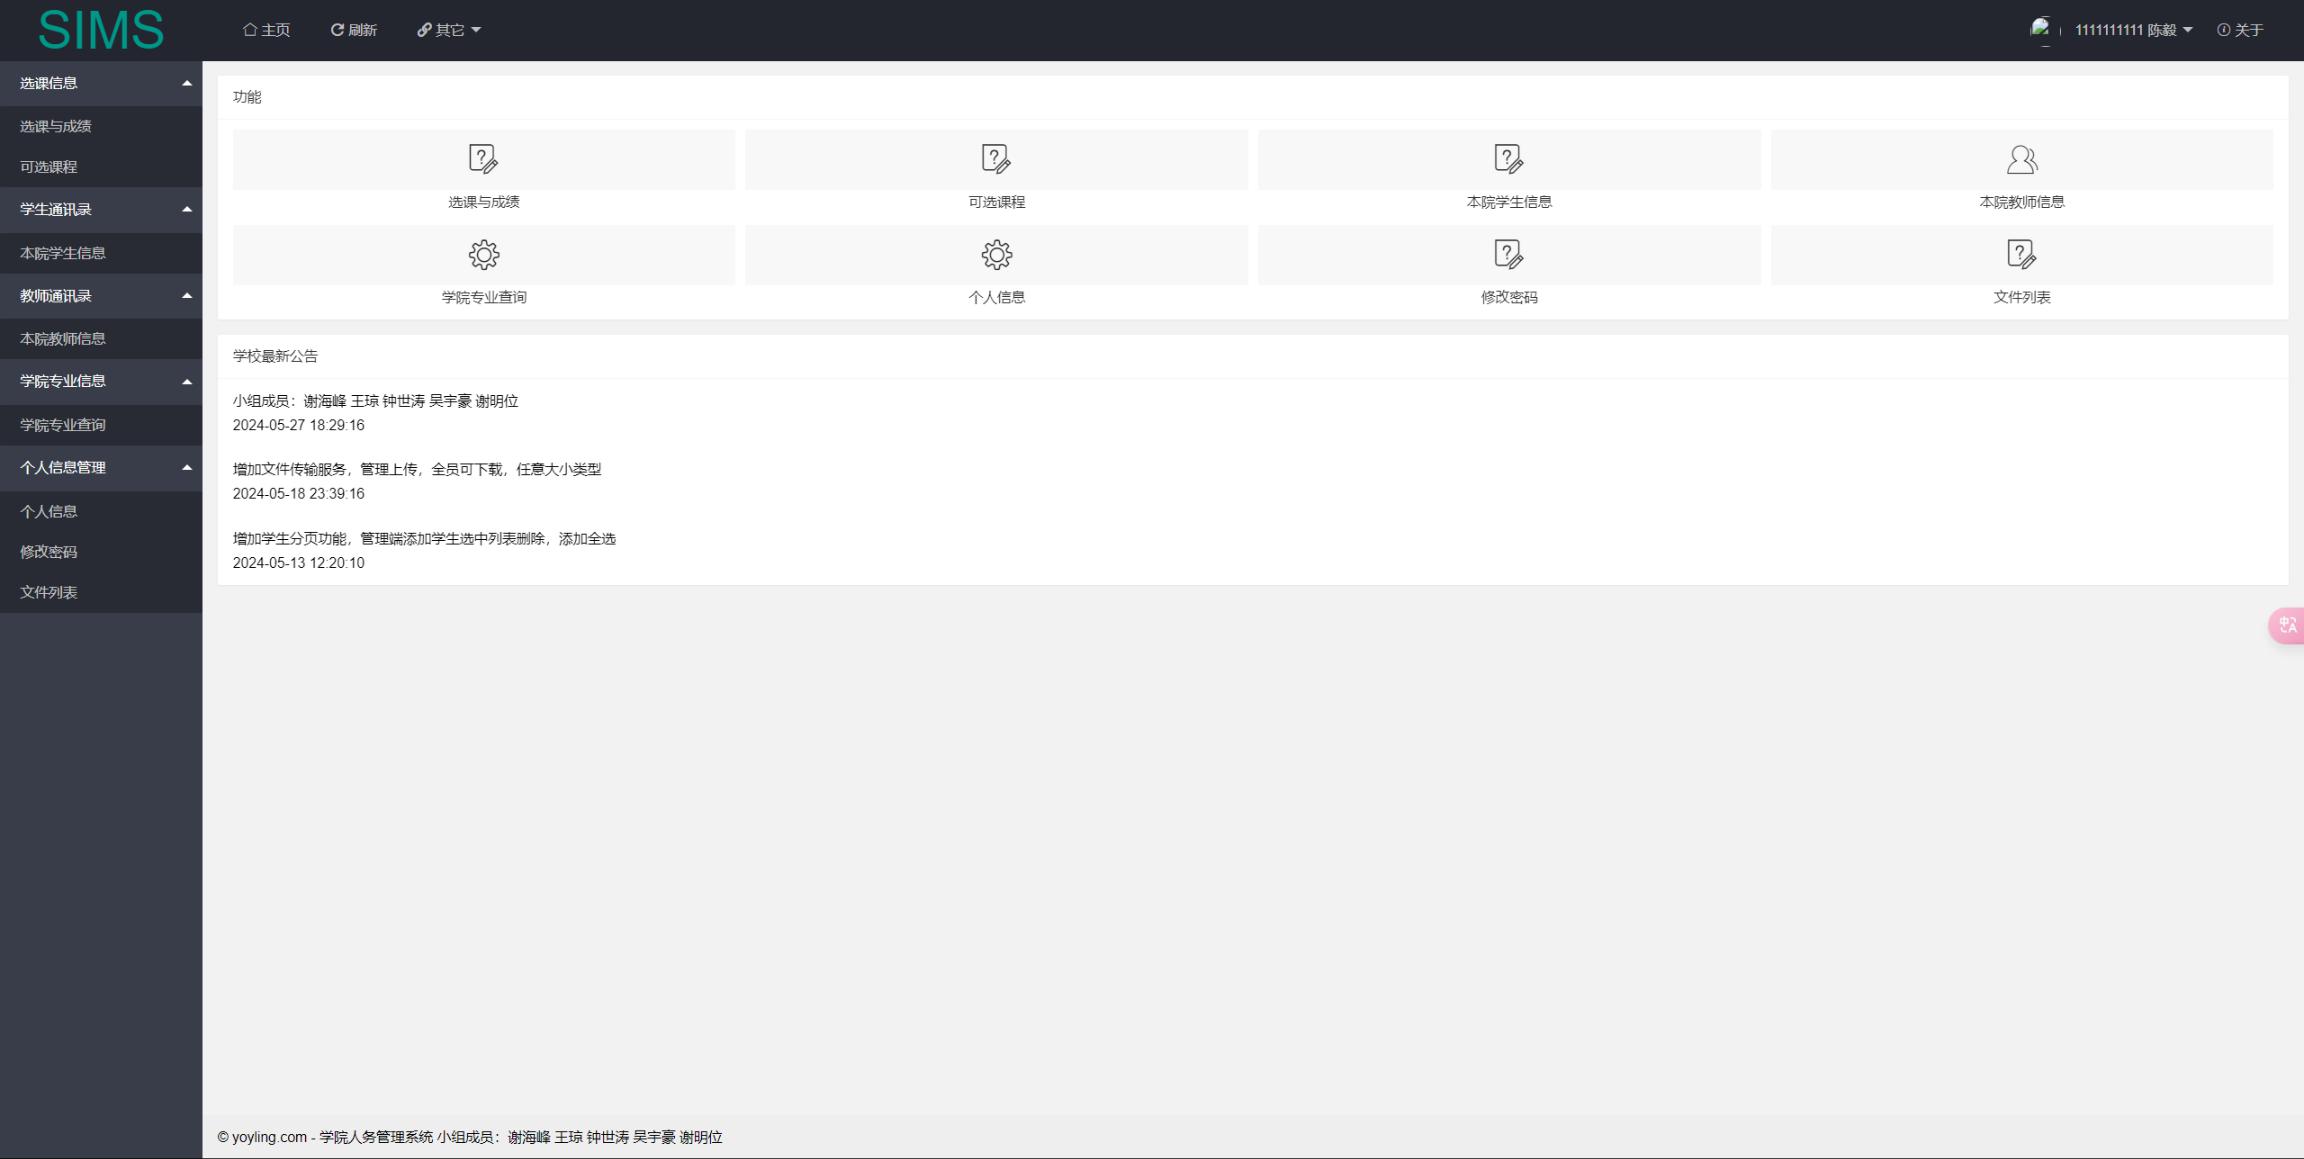 SIMS
主页 刷新 其它
1111111111 陈毅 关于
选课信息
选课与成绩
可选课程
学生通讯录
本院学生信息
教师通讯录
本院教师信息
学院专业信息
学院专业查询
个人信息管理
个人信息
修改密码
文件列表
功能
选课与成绩 可选课程 本院学生信息 本院教师信息
学院专业查询 个人信息 修改密码 文件列表
学校最新公告
小组成员：谢海峰 王琼 钟世涛 吴宇豪 谢明位
2024-05-27 18:29:16
增加文件传输服务，管理上传，全员可下载，任意大小类型
2024-05-18 23:39:16
增加学生分页功能，管理端添加学生选中列表删除，添加全选
2024-05-13 12:20:10
© yoyling.com - 学院人务管理系统 小组成员：谢海峰 王琼 钟世涛 吴宇豪 谢明位